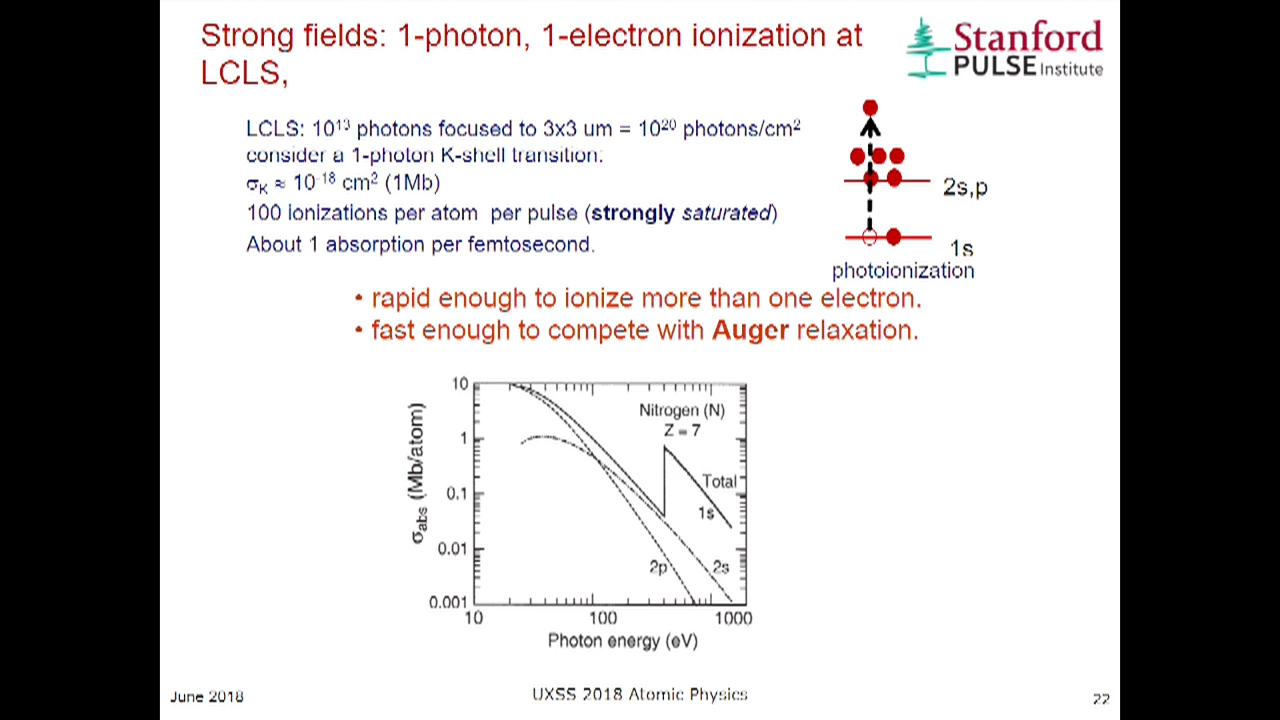 Strong fields: 1-photon, 1-electron ionization at
LCLS,
Stanford
PULSE Institute
LCLS: 10¹³ photons focused to 3x3 um = 10²⁰ photons/cm²
consider a 1-photon K-shell transition:
σK ≈ 10⁻¹⁸ cm² (1Mb)
100 ionizations per atom per pulse (strongly saturated)
About 1 absorption per femtosecond.
2s,p
1s
photoionization
• rapid enough to ionize more than one electron.
• fast enough to compete with Auger relaxation.
σabs (Mb/atom)
10
1
0.1
0.01
0.001
Nitrogen (N)
Z = 7
Total
1s
2p
2s
10
100
1000
Photon energy (eV)
June 2018
UXSS 2018 Atomic Physics
22